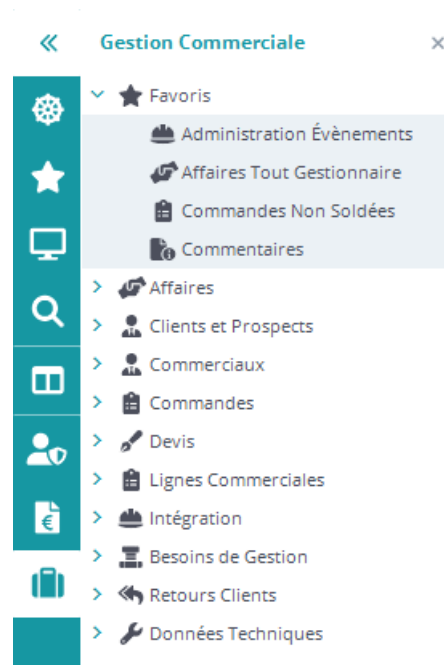 Gestion Commerciale
Favoris
Administration Évènements
Affaires Tout Gestionnaire
Commandes Non Soldées
Commentaires
Affaires
Clients et Prospects
Commerciaux
Commandes
Devis
Lignes Commerciales
Intégration
Besoins de Gestion
Retours Clients
Données Techniques